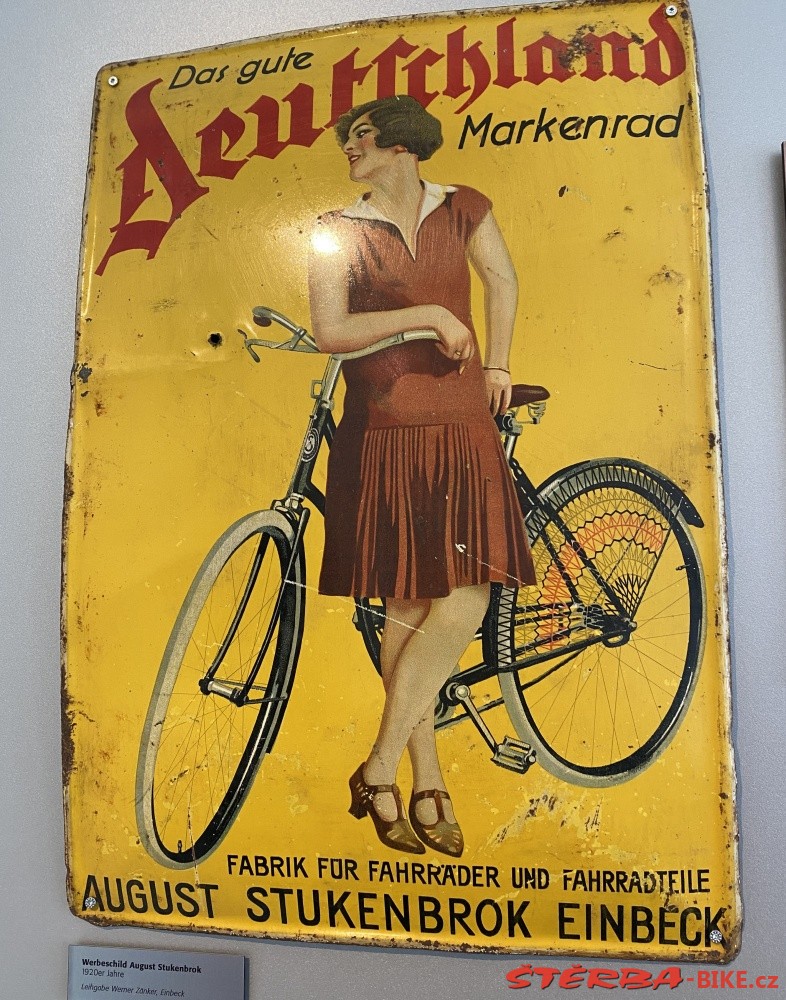 Das gute
Deutschland
Markenrad
FABRIK FÜR FAHRRÄDER UND FAHRRADTEILE
AUGUST STUKENBROK EINBECK
Werbeschild August Stukenbrok
1920er Jahre
Leihgabe Werner Zänker, Einbeck
ŠTĚRBA-BIKE.cz